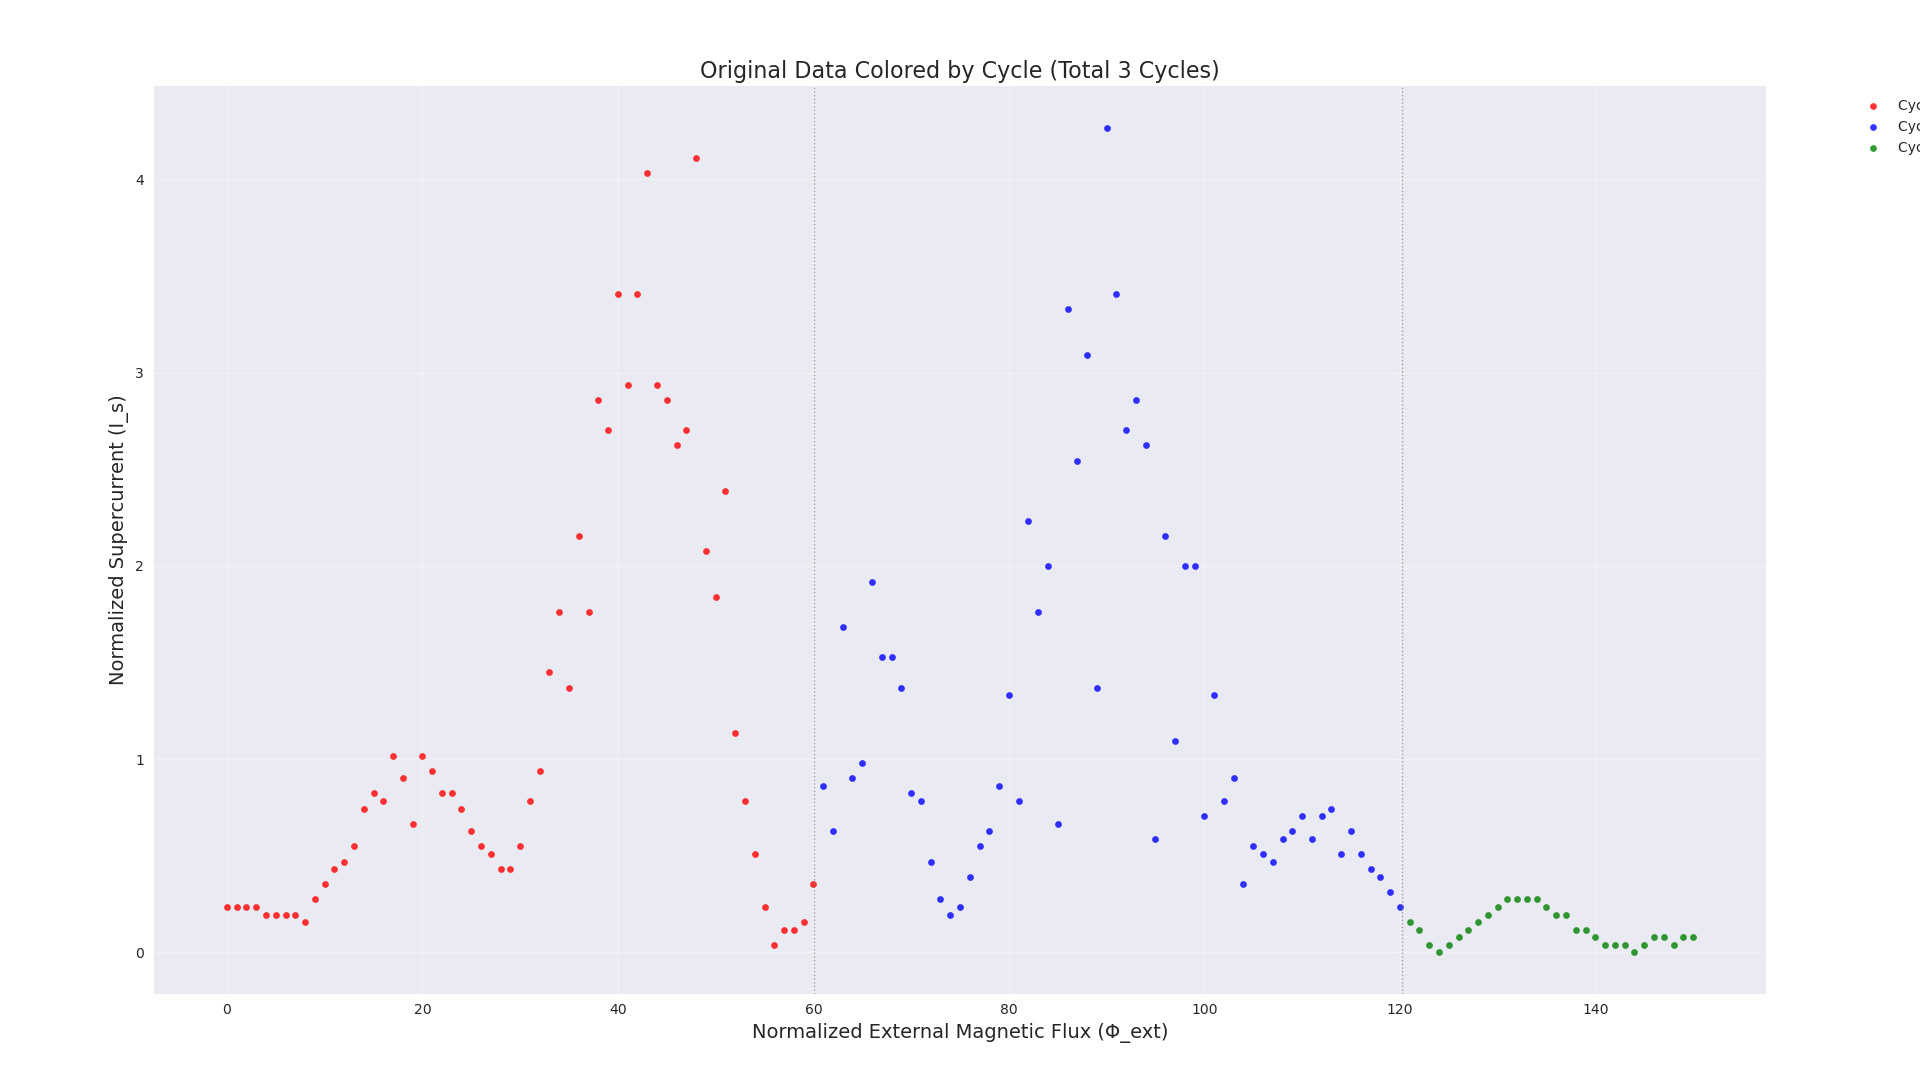 Original Data Colored by Cycle (Total 3 Cycles)
Cyc
Cyc
Cyc
4
3
2
1
0
Normalized Supercurrent (I_s)
0 20 40 60 80 100 120 140
Normalized External Magnetic Flux (Φ_ext)